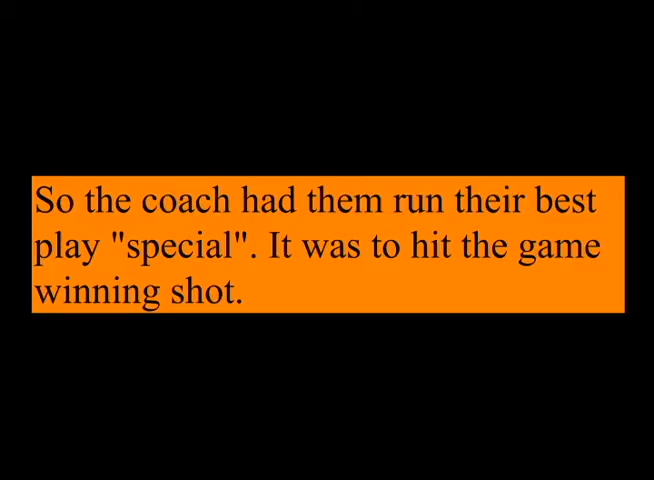 So the coach had them run their best
play "special". It was to hit the game
winning shot.